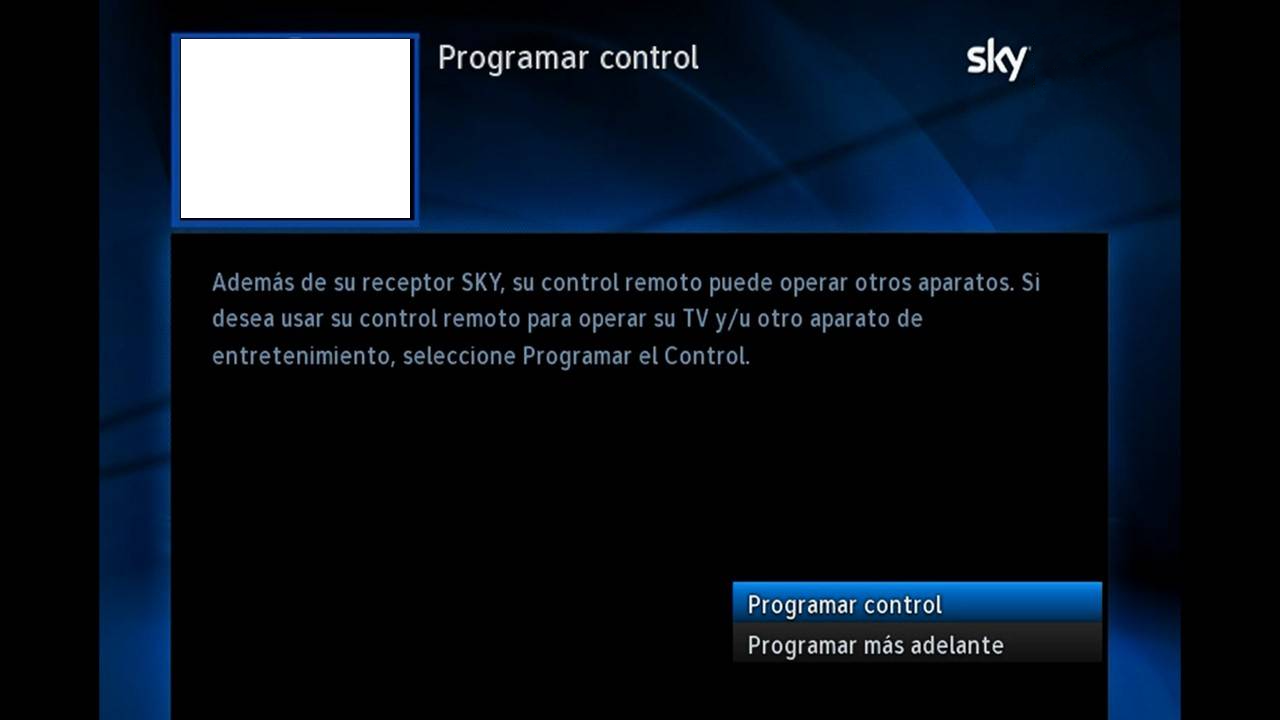 Programar control
sky
Además de su receptor SKY, su control remoto puede operar otros aparatos. Si
desea usar su control remoto para operar su TV y/u otro aparato de
entretenimiento, seleccione Programar el Control.
Programar control
Programar más adelante